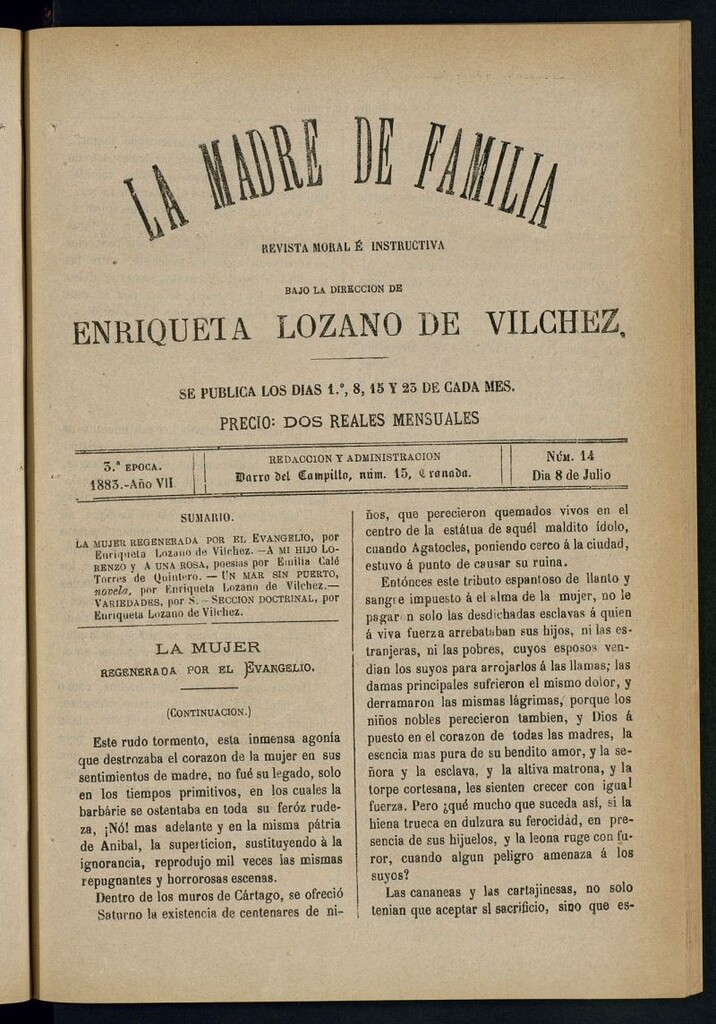 LA MADRE DE FAMILIA
REVISTA MORAL É INSTRUCTIVA
BAJO LA DIRECCION DE
ENRIQUETA LOZANO DE VILCHEZ.
SE PUBLICA LOS DIAS 1.º, 8, 15 Y 23 DE CADA MES.
PRECIO: DOS REALES MENSUALES
3.ª EPOCA.
1883.-Año VII
REDACCION Y ADMINISTRACION
Darro del Campillo, núm. 15, Granada.
NÚM. 14
Dia 8 de Julio
SUMARIO.
LA MUJER REGENERADA POR EL EVANGELIO, por
Enriqueta Lozano de Vilchez. —A MI HIJO LO-
RENZO y A UNA ROSA, poesias por Emilia Calé
Torres de Quintero. — UN MAR SIN PUERTO,
novela, por Enriqueta Lozano de Vilchez.—
VARIEDADES, por S. —SECCION DOCTRINAL, por
Enriqueta Lozano de Vilchez.
LA MUJER
REGENERADA POR EL EVANGELIO.
(CONTINUACION.)
Este rudo tormento, esta inmensa agonía
que destrozaba el corazon de la mujer en sus
sentimientos de madre, no fué su legado, solo
en los tiempos primitivos, en los cuales la
barbárie se ostentaba en toda su feróz rude-
za, ¡Nó! mas adelante y en la misma pátria
de Anibal, la superticion, sustituyendo á la
ignorancia, reprodujo mil veces las mismas
repugnantes y horrorosas escenas.
Dentro de los muros de Cártago, se ofreció
Saturno la existencia de centenares de ni-
ños, que perecieron quemados vivos en el
centro de la estátua de aquél maldito ídolo,
cuando Agatocles, poniendo cerco á la ciudad,
estuvo á punto de causar su ruina.
Entónces este tributo espantoso de llanto y
sangre impuesto á el alma de la mujer, no le
pagaron solo las desdichadas esclavas á quien
á viva fuerza arrebataban sus hijos, ni las es-
tranjeras, ni las pobres, cuyos esposos ven-
dian los suyos para arrojarlos á las llamas; las
damas principales sufrieron el mismo dolor, y
derramaron las mismas lágrimas, porque los
niños nobles perecieron tambien, y Dios á
puesto en el corazon de todas las madres, la
esencia mas pura de su bendito amor, y la se-
ñora y la esclava, y la altiva matrona, y la
torpe cortesana, les sienten crecer con igual
fuerza. Pero ¿qué mucho que suceda así, si la
hiena trueca en dulzura su ferocidad, en pre-
sencia de sus hijuelos, y la leona ruge con fu-
ror, cuando algun peligro amenaza á los
suyos?
Las cananeas y las cartajinesas, no solo
tenian que aceptar sl sacrificio, sino que es-